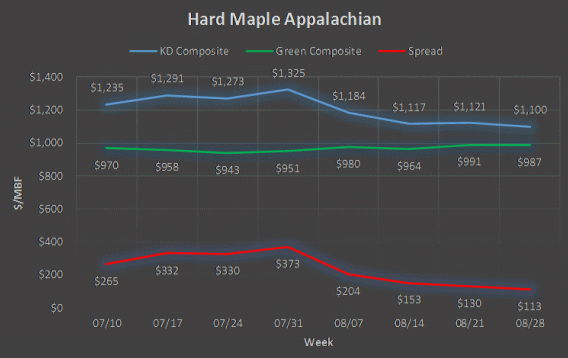 Hard Maple Appalachian
KD Composite Green Composite Spread
$1,400
$1,200
$1,000
$800
$600
$400
$200
$0
$/MBF
$1,235 $1,291 $1,273 $1,325 $1,184 $1,117 $1,121 $1,100
$970 $958 $943 $951 $980 $964 $991 $987
$265 $332 $330 $373 $204 $153 $130 $113
07/10 07/17 07/24 07/31 08/07 08/14 08/21 08/28
Week